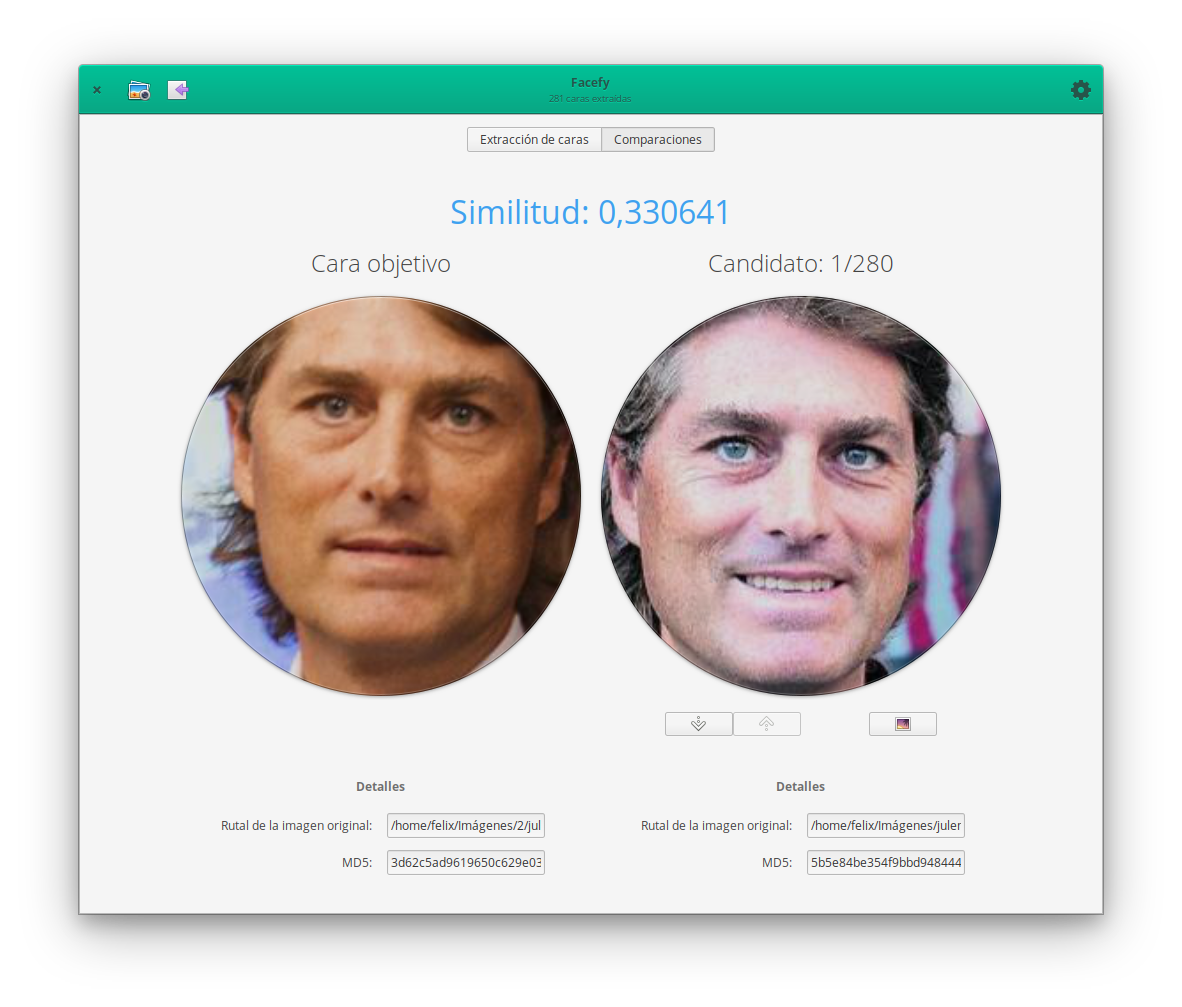 Facefy
281 caras extraídas
Extracción de caras Comparaciones
Similitud: 0,330641
Cara objetivo Candidato: 1/280
Detalles Detalles
Rutal de la imagen original: /home/felix/Imágenes/2/jul Rutal de la imagen original: /home/felix/Imágenes/juler
MD5: 3d62c5ad9619650c629e03 MD5: 5b5e84be354f9bbd948444